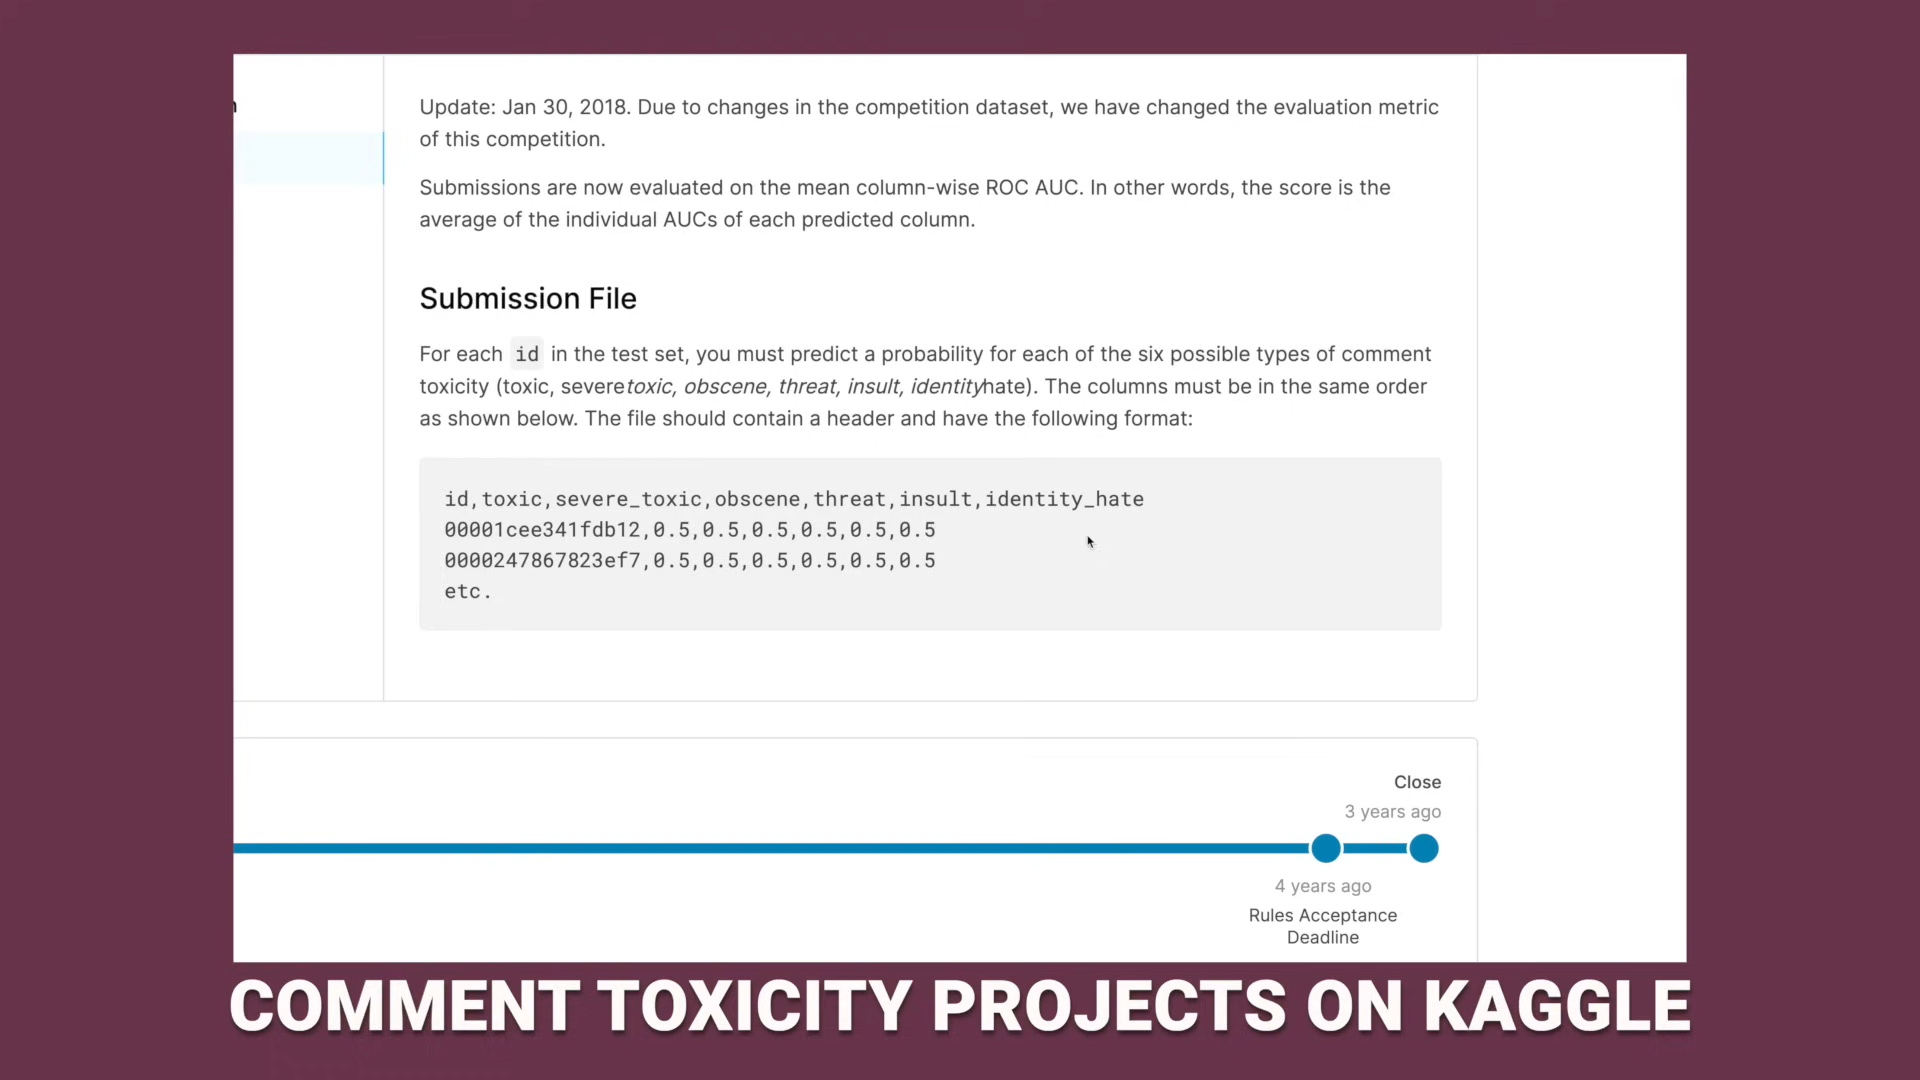 Update: Jan 30, 2018. Due to changes in the competition dataset, we have changed the evaluation metric
of this competition.
Submissions are now evaluated on the mean column-wise ROC AUC. In other words, the score is the
average of the individual AUCs of each predicted column.
Submission File
For each id in the test set, you must predict a probability for each of the six possible types of comment
toxicity (toxic, severetoxic, obscene, threat, insult, identityhate). The columns must be in the same order
as shown below. The file should contain a header and have the following format:
id,toxic,severe_toxic,obscene,threat,insult,identity_hate
00001cee341fdb12,0.5,0.5,0.5,0.5,0.5,0.5
0000247867823ef7,0.5,0.5,0.5,0.5,0.5,0.5
etc.
Close
3 years ago
4 years ago
Rules Acceptance
Deadline
COMMENT TOXICITY PROJECTS ON KAGGLE